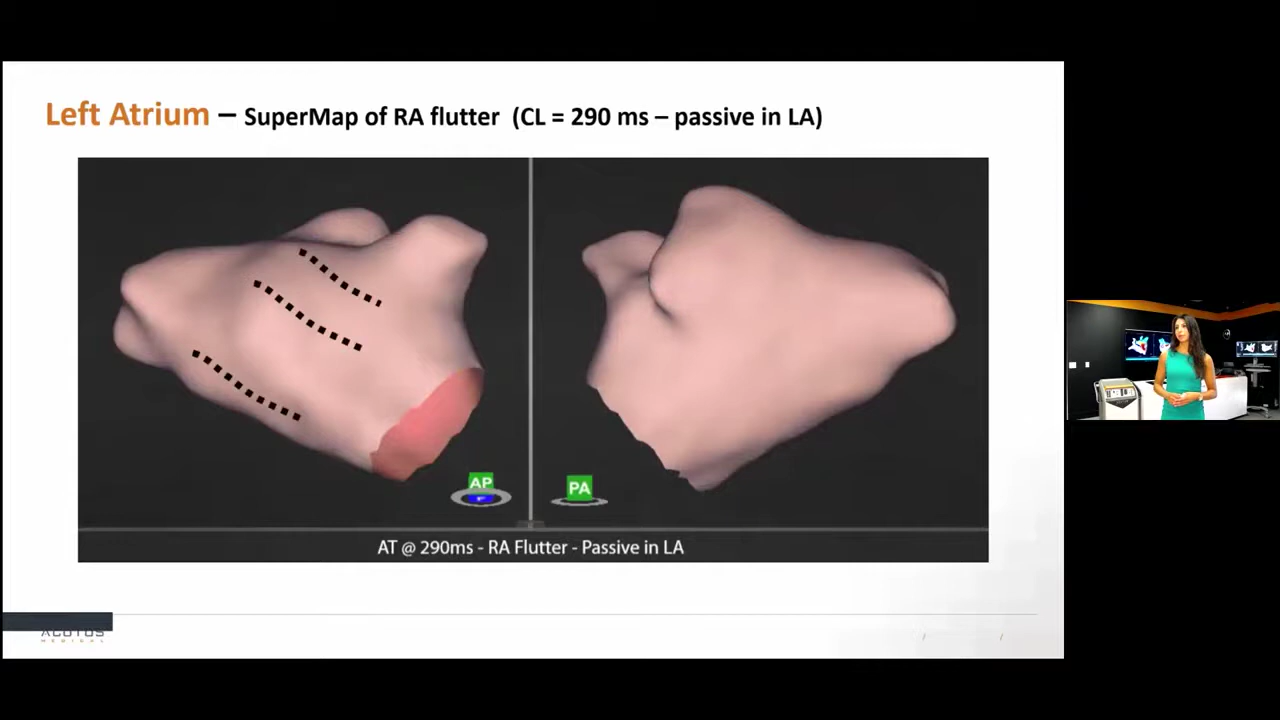 Left Atrium – SuperMap of RA flutter (CL = 290 ms – passive in LA)
AP
PA
AT @ 290ms - RA Flutter - Passive in LA
ACUTUS
MEDICAL
/ /